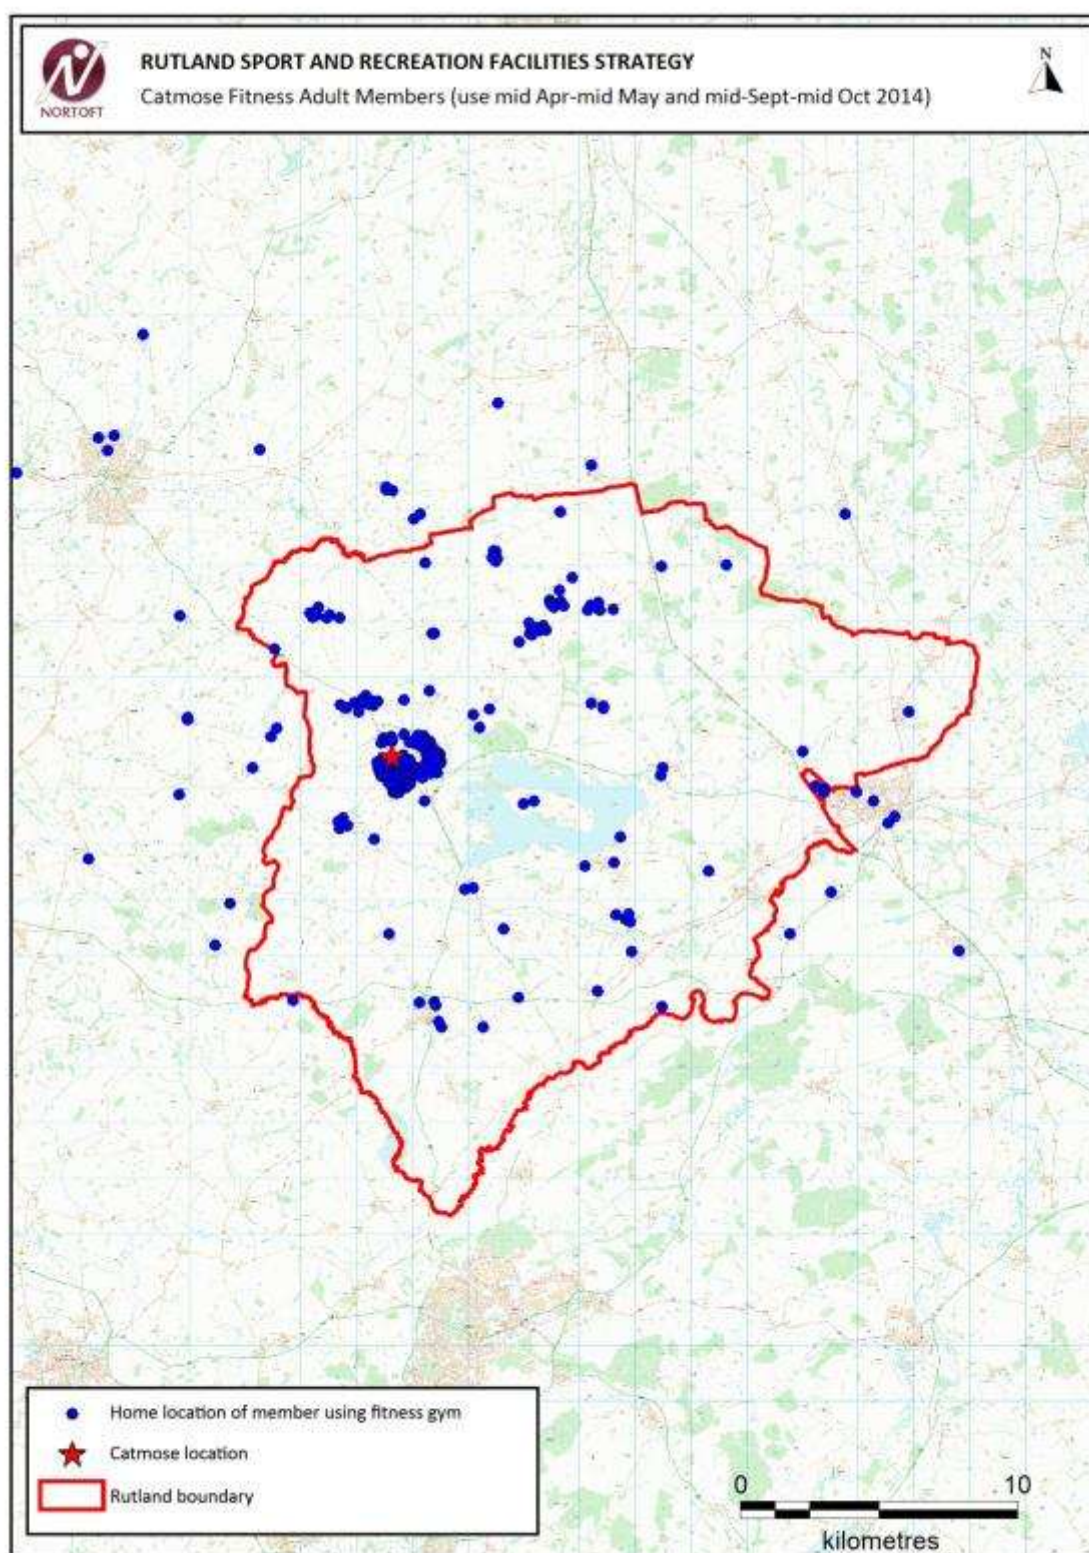 NORTOFT
RUTLAND SPORT AND RECREATION FACILITIES STRATEGY
Catmose Fitness Adult Members (use mid Apr-mid May and mid-Sept-mid Oct 2014)
N
Home location of member using fitness gym
Catmose location
Rutland boundary
0 10
kilometres